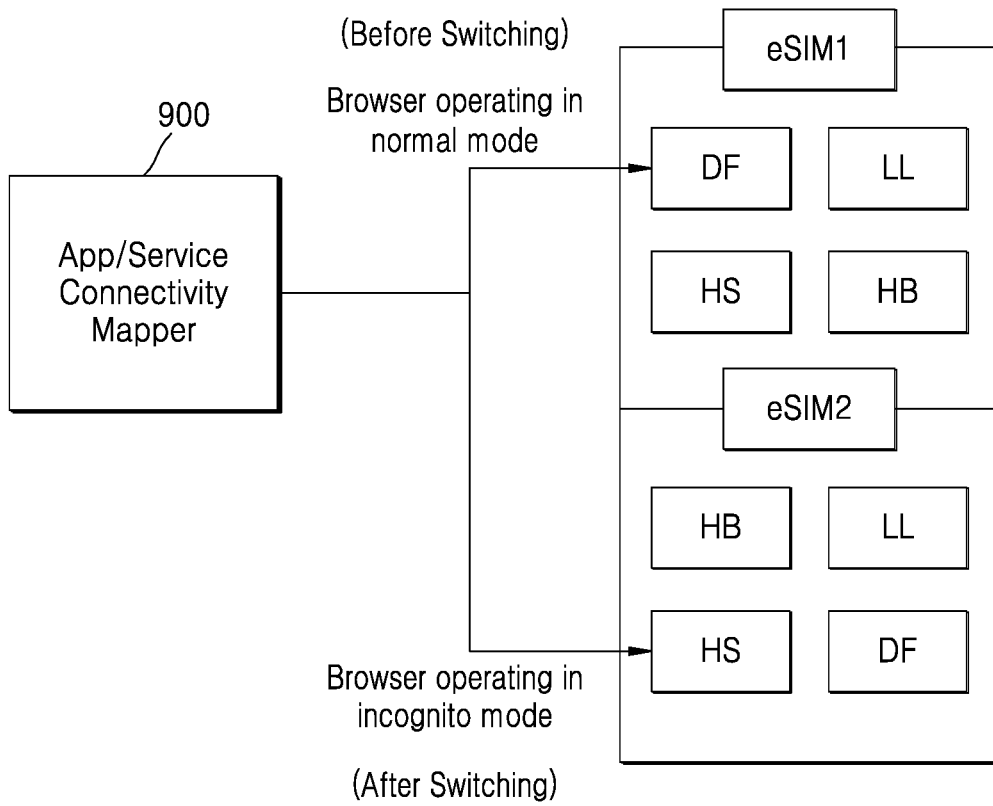 (Before Switching)
eSIM1
Browser operating in
normal mode
900
DF
LL
App/Service
Connectivity
Mapper
HS
HB
eSIM2
HB
LL
HS
DF
Browser operating in
incognito mode
(After Switching)